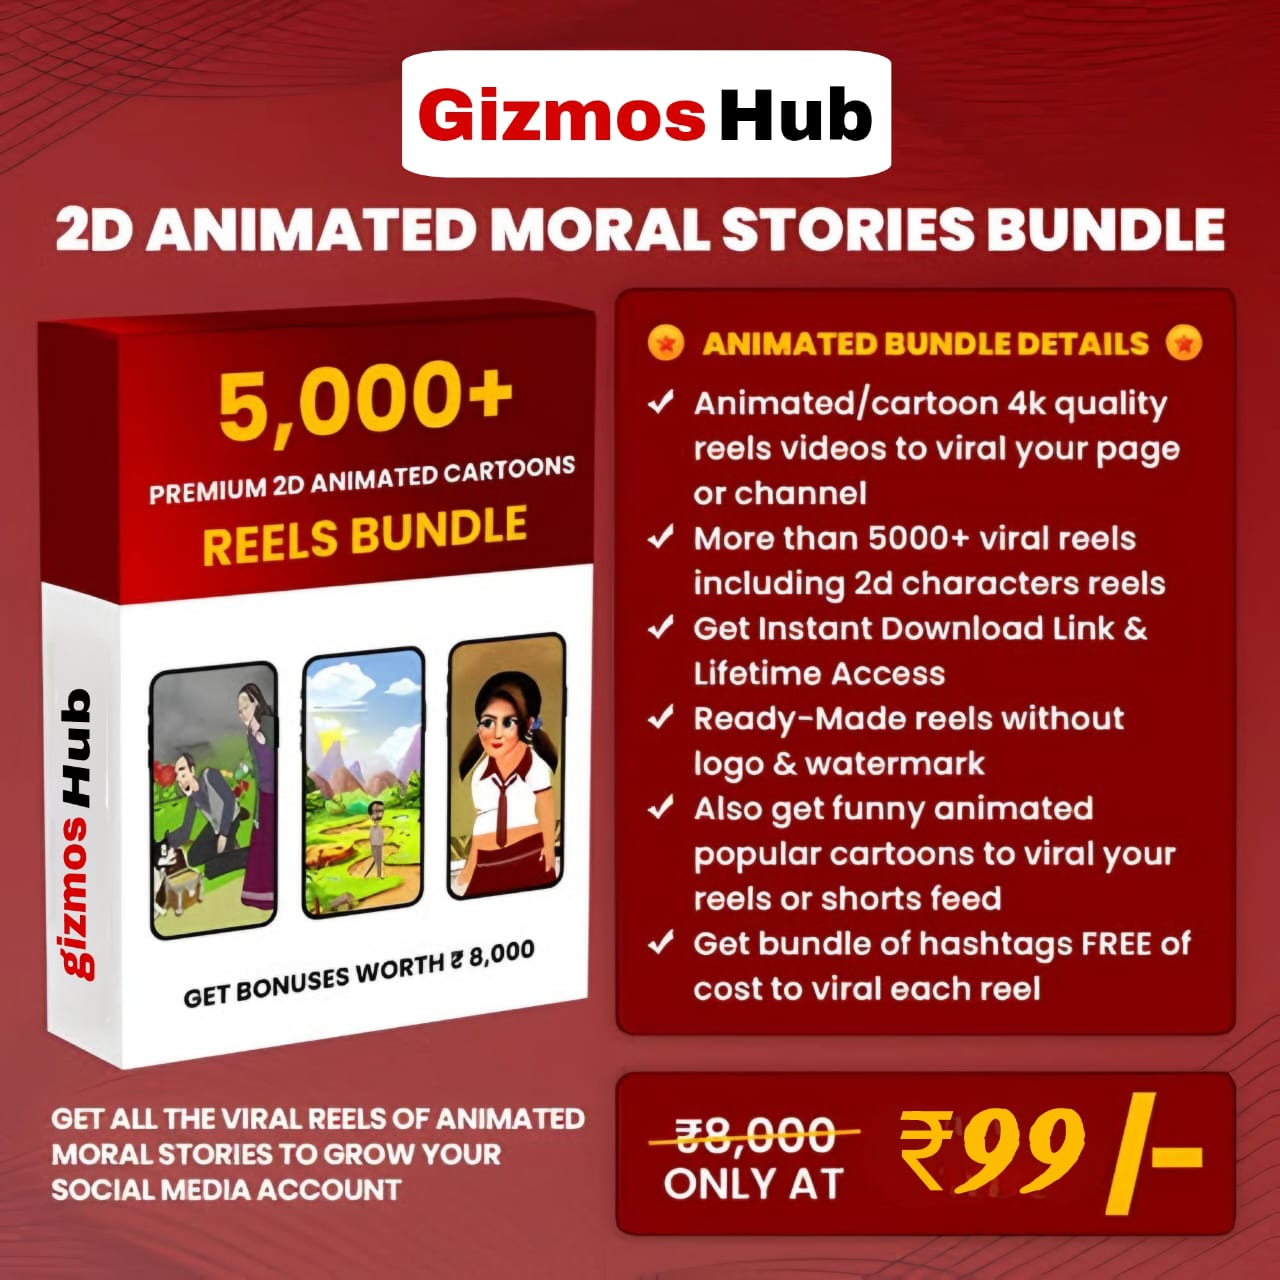 Gizmos Hub
2D ANIMATED MORAL STORIES BUNDLE
5,000+
PREMIUM 2D ANIMATED CARTOONS
REELS BUNDLE
gizmos Hub
GET BONUSES WORTH ₹ 8,000
GET ALL THE VIRAL REELS OF ANIMATED
MORAL STORIES TO GROW YOUR
SOCIAL MEDIA ACCOUNT
ANIMATED BUNDLE DETAILS
Animated/cartoon 4k quality
reels videos to viral your page
or channel
More than 5000+ viral reels
including 2d characters reels
Get Instant Download Link &
Lifetime Access
Ready-Made reels without
logo & watermark
Also get funny animated
popular cartoons to viral your
reels or shorts feed
Get bundle of hashtags FREE of
cost to viral each reel
₹8,000
ONLY AT
₹99/-